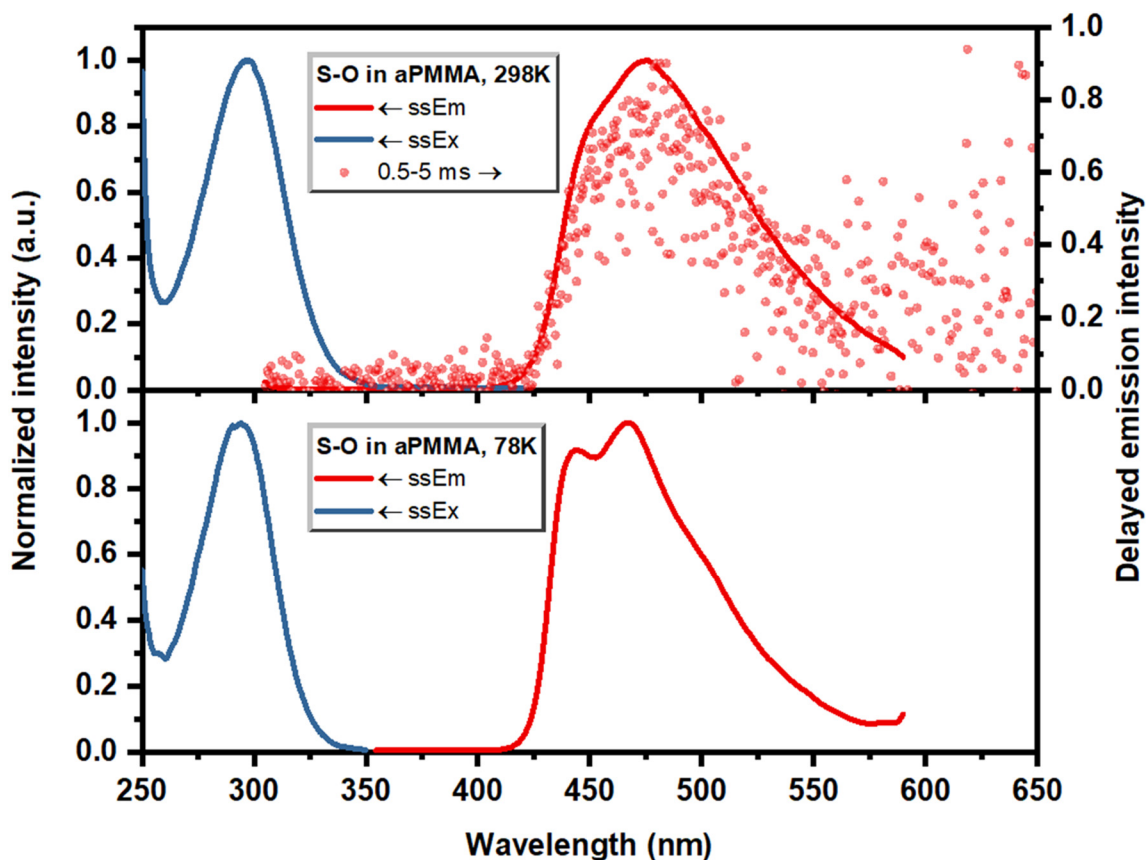 S-O in aPMMA, 298K
← ssEm
← ssEx
0.5-5 ms →
1.0
0.8
0.6
0.4
0.2
0.0
1.0
0.8
0.6
0.4
0.2
0.0
S-O in aPMMA, 78K
← ssEm
← ssEx
1.0
0.8
0.6
0.4
0.2
0.0
250
300
350
400
450
500
550
600
650
Wavelength (nm)
Normalized intensity (a.u.)
Delayed emission intensity